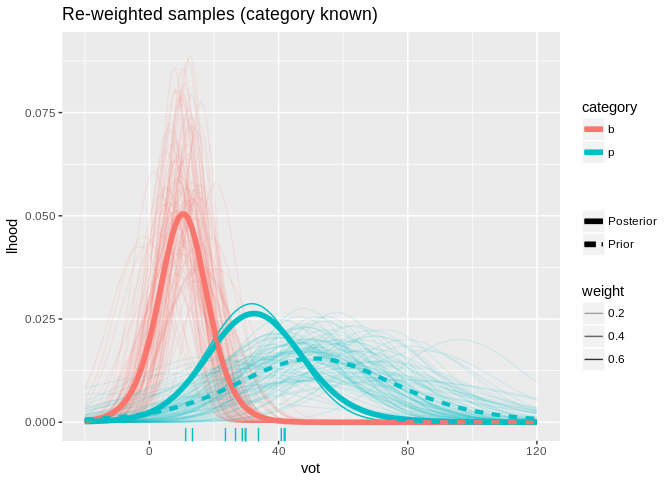 Re-weighted samples (category known)
lhood
0.075
0.050
0.025
0.000
0
40
80
120
vot
category
b
p
Posterior
Prior
weight
0.2
0.4
0.6